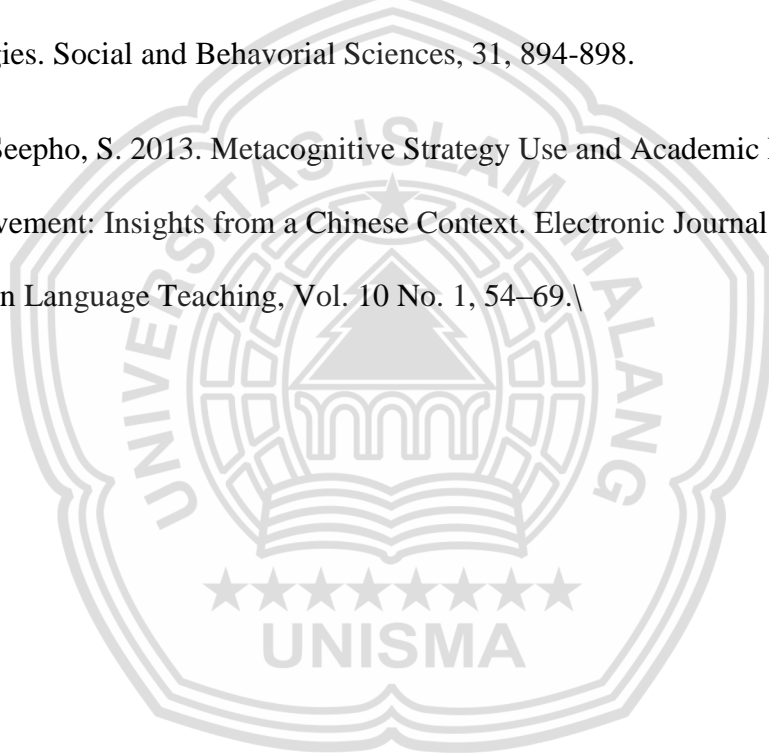 gies. Social and Behavorial Sciences, 31, 894-898.
Seepho, S. 2013. Metacognitive Strategy Use and Academic
vement: Insights from a Chinese Context. Electronic Journal
n Language Teaching, Vol. 10 No. 1, 54–69.\
UNIVERSITAS ISLAM MALANG
UNISMA